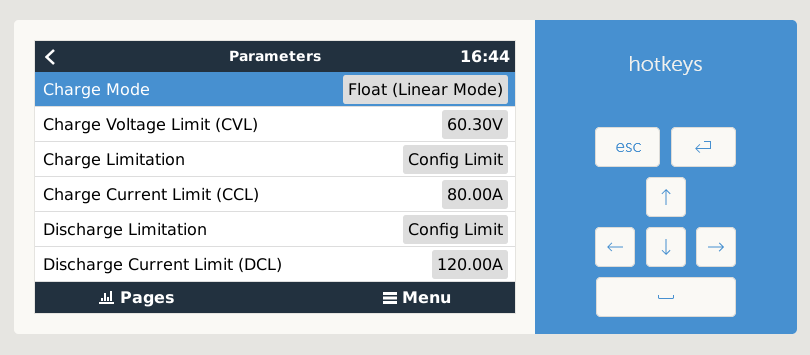 Parameters 16:44
Charge Mode Float (Linear Mode)
Charge Voltage Limit (CVL) 60.30V
Charge Limitation Config Limit
Charge Current Limit (CCL) 80.00A
Discharge Limitation Config Limit
Discharge Current Limit (DCL) 120.00A
Pages Menu
hotkeys
esc